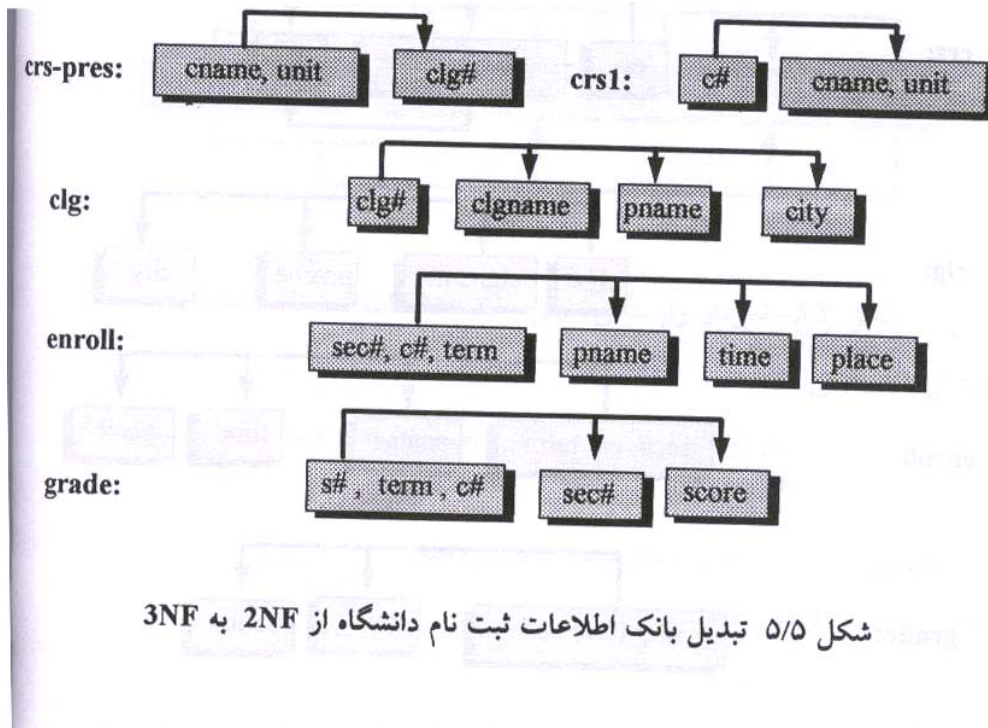 crs-pres: cname, unit clg# crs1: c# cname, unit
clg: clg# clgname pname city
enroll: sec#, c#, term pname time place
grade: s# , term , c# sec# score
شکل ۵/۵ تبدیل بانک اطلاعات ثبت نام دانشگاه از 2NF به 3NF